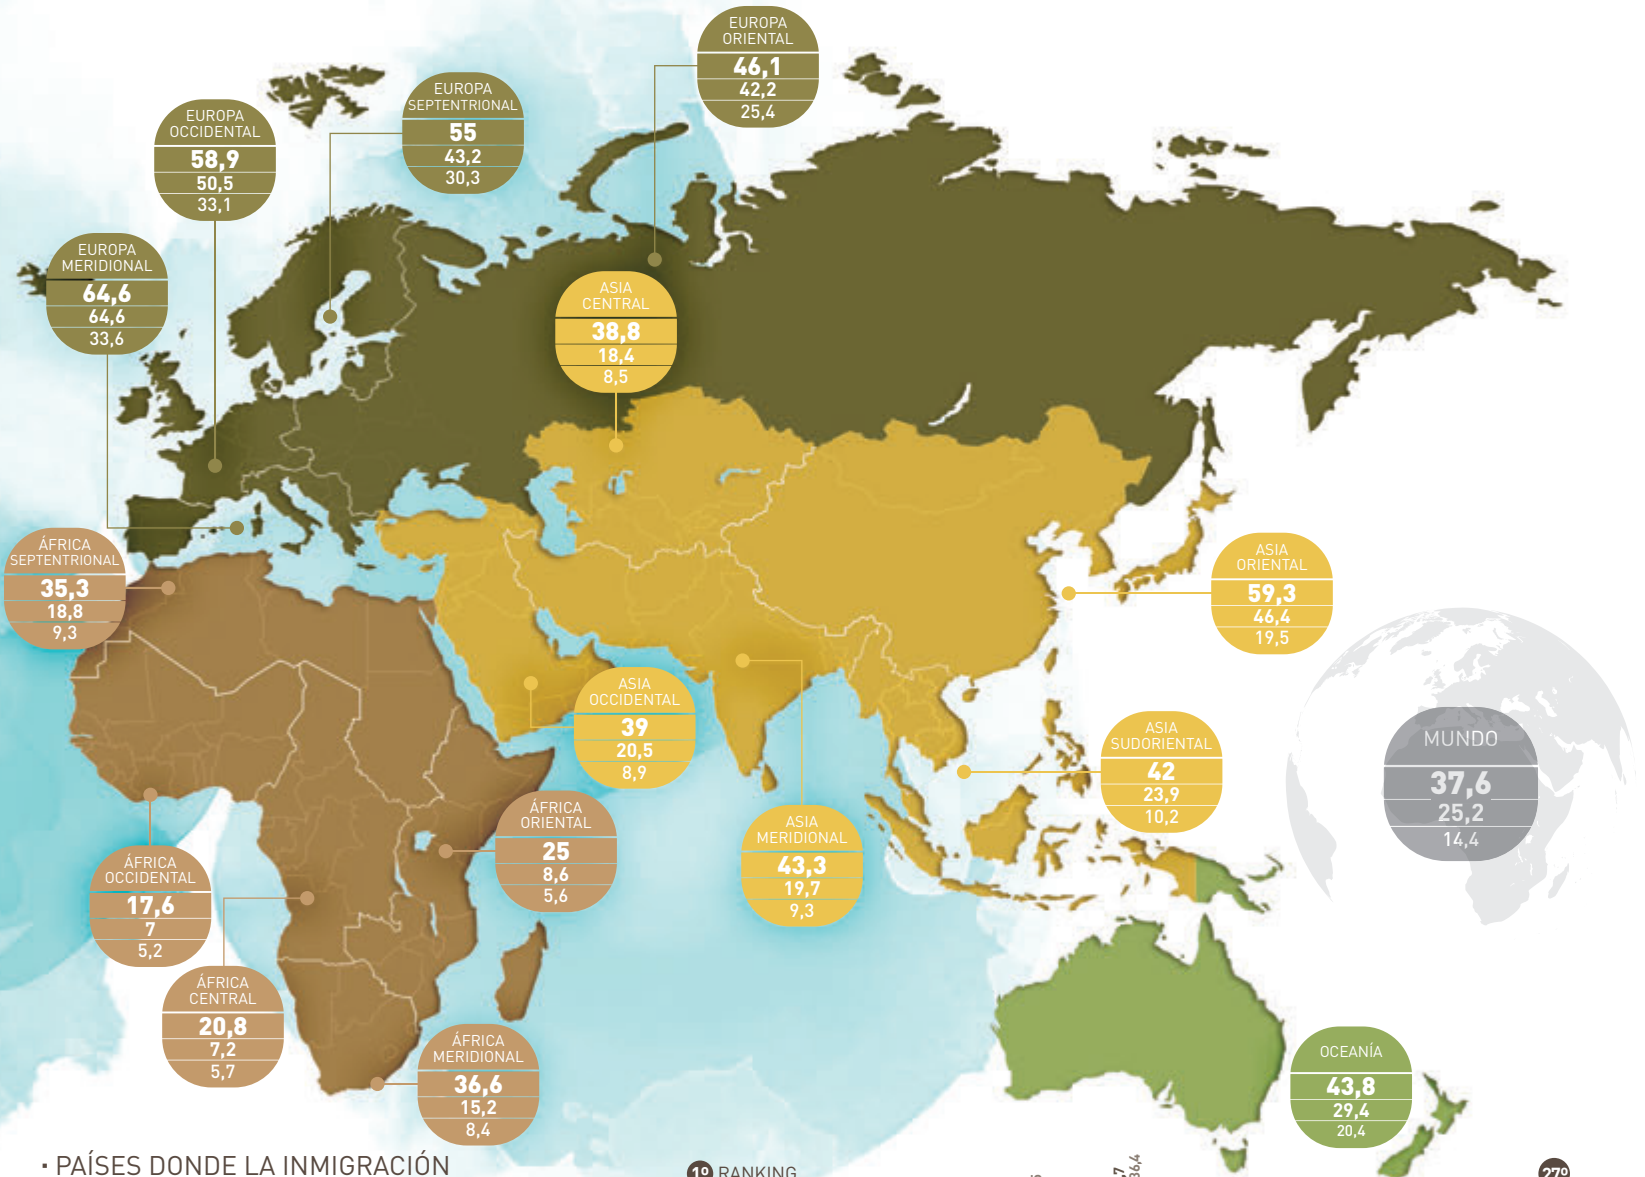 EUROPA
ORIENTAL
46,1
42,2
25,4
EUROPA
SEPTENTRIONAL
55
43,2
30,3
EUROPA
OCCIDENTAL
58,9
50,5
33,1
EUROPA
MERIDIONAL
64,6
64,6
33,6
ASIA
CENTRAL
38,8
18,4
8,5
ÁFRICA
SEPTENTRIONAL
35,3
18,8
9,3
ASIA
ORIENTAL
59,3
46,4
19,5
ASIA
OCCIDENTAL
39
20,5
8,9
ASIA
SUDORIENTAL
42
23,9
10,2
MUNDO
37,6
25,2
14,4
ÁFRICA
ORIENTAL
25
8,6
5,6
ASIA
MERIDIONAL
43,3
19,7
9,3
ÁFRICA
OCCIDENTAL
17,6
7
5,2
ÁFRICA
CENTRAL
20,8
7,2
5,7
ÁFRICA
MERIDIONAL
36,6
15,2
8,4
OCEANÍA
43,8
29,4
20,4
· PAÍSES DONDE LA INMIGRACIÓN
1º RANKING
36,4
27º